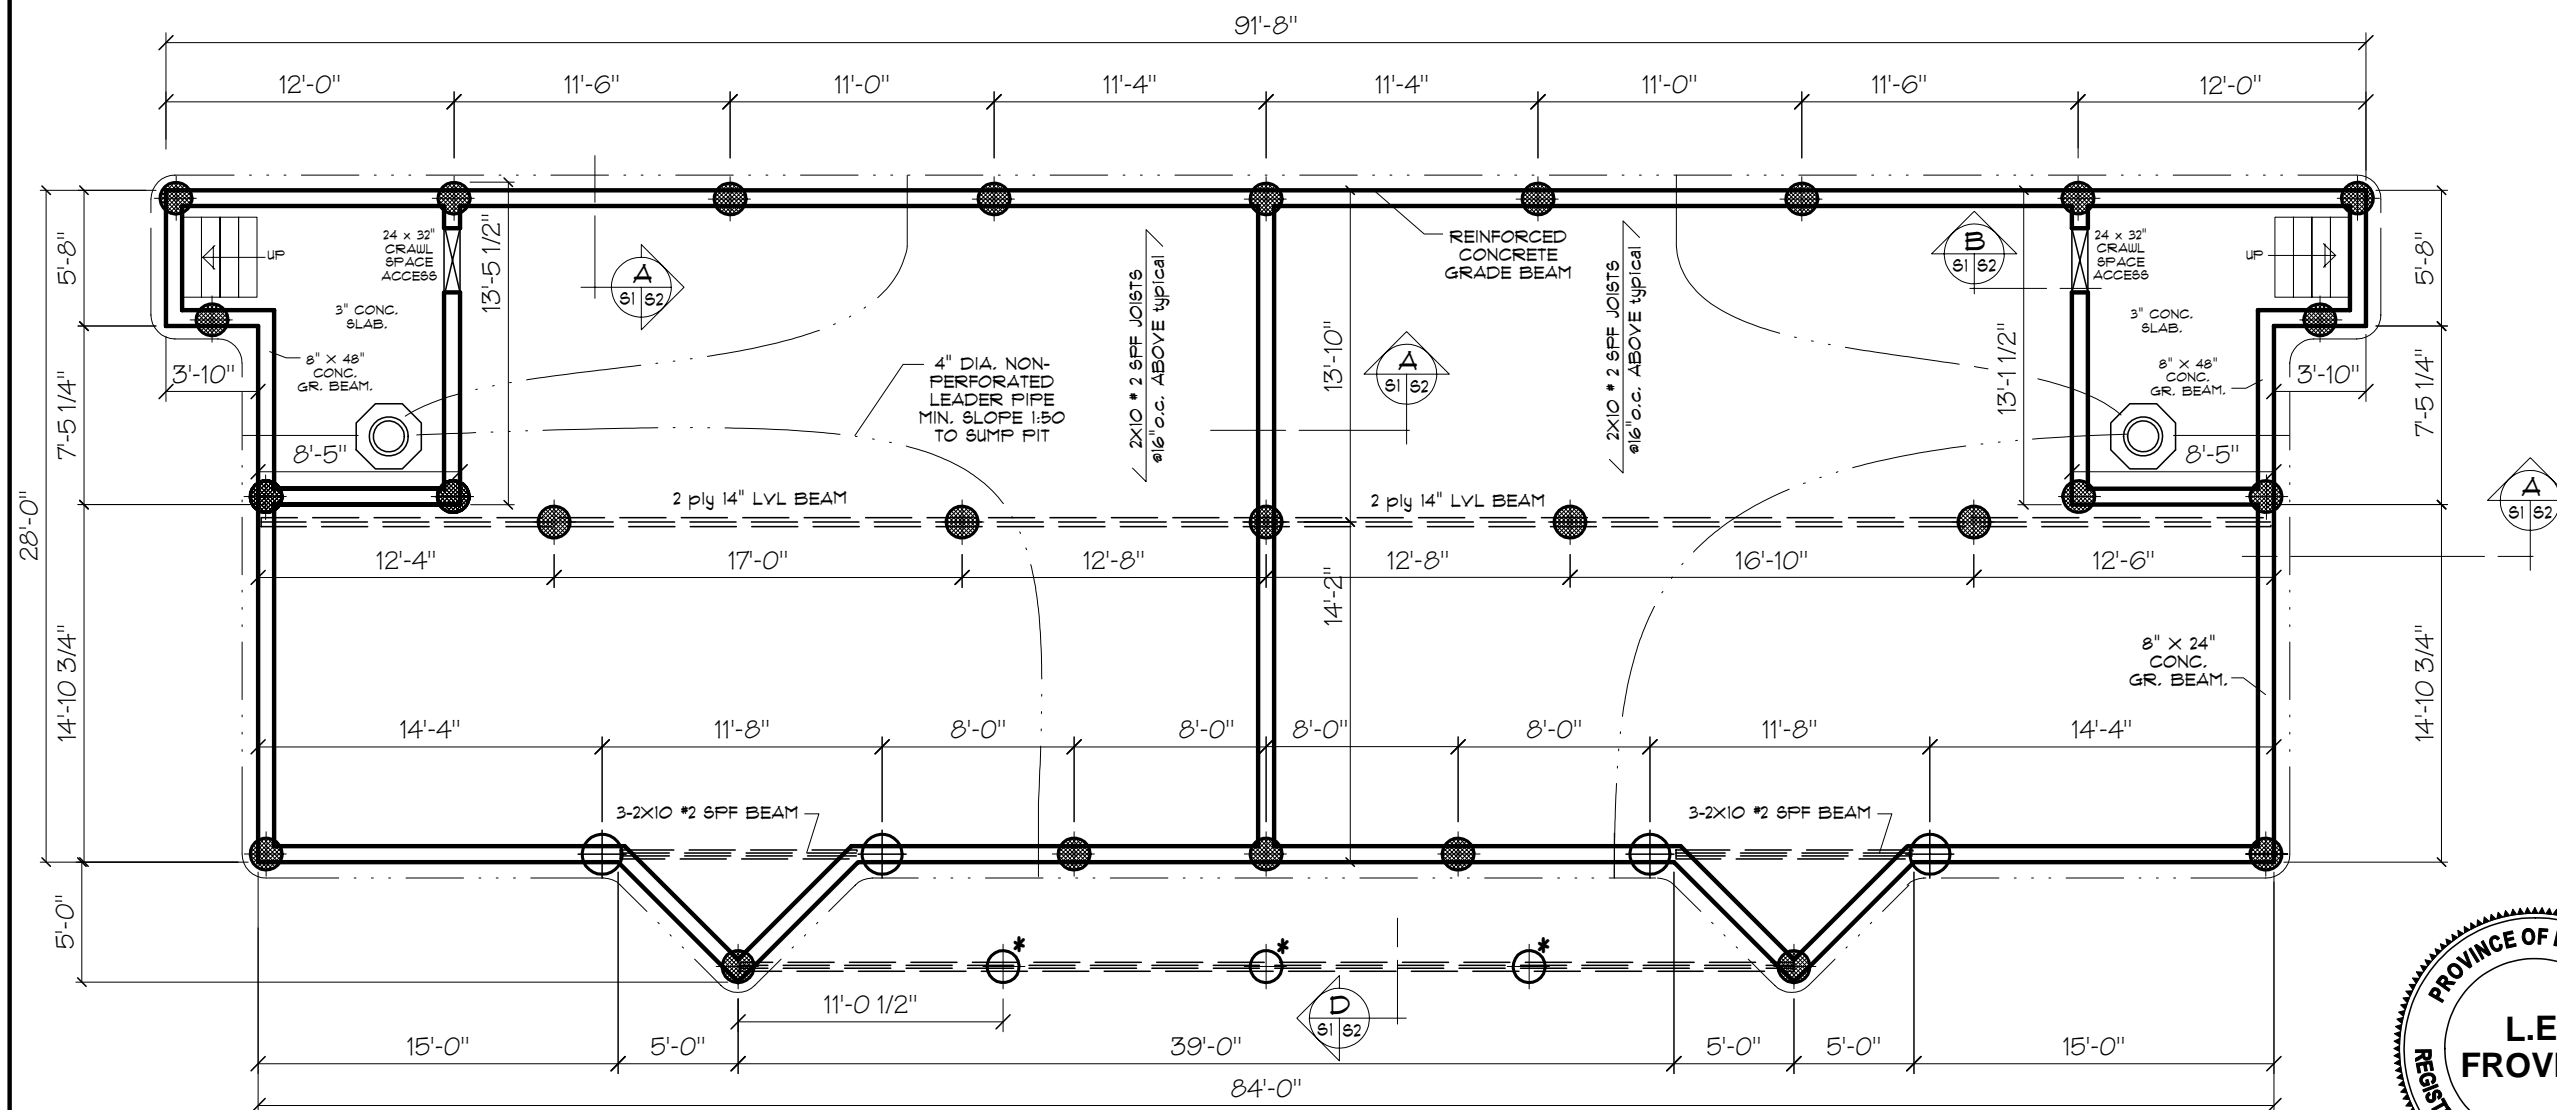 91'-8"
12'-0"
11'-6"
11'-0"
11'-4"
11'-4"
11'-0"
11'-6"
12'-0"
5'-8"
7'-5 1/4"
14'-10 3/4"
28'-0"
5'-0"
UP
24 x 32"
CRAWL
SPACE
ACCESS
13'-5 1/2"
3" CONC.
SLAB.
8" X 48"
CONC.
GR. BEAM.
3'-10"
8'-5"
A
S1 S2
4" DIA. NON-
PERFORATED
LEADER PIPE
MIN. SLOPE 1:50
TO SUMP PIT
2X10 #2 SPF JOISTS
@16"o.c. ABOVE typical
13'-10"
14'-2"
REINFORCED
CONCRETE
GRADE BEAM
A
S1 S2
2X10 #2 SPF JOISTS
@16"o.c. ABOVE typical
B
S1 S2
13'-1 1/2"
24 x 32"
CRAWL
SPACE
ACCESS
UP
3" CONC.
SLAB.
8" X 48"
CONC.
GR. BEAM.
3'-10"
8'-5"
5'-8"
7'-5 1/4"
14'-10 3/4"
A
S1 S2
2 ply 14" LVL BEAM
2 ply 14" LVL BEAM
12'-4"
17'-0"
12'-8"
12'-8"
16'-10"
12'-6"
8" X 24"
CONC.
GR. BEAM.
14'-4"
11'-8"
8'-0"
8'-0"
8'-0"
8'-0"
11'-8"
14'-4"
3-2X10 #2 SPF BEAM
3-2X10 #2 SPF BEAM
*
*
*
11'-0 1/2"
D
S1 S2
15'-0"
5'-0"
39'-0"
5'-0"
5'-0"
15'-0"
84'-0"
PROVINCE OF
L.E